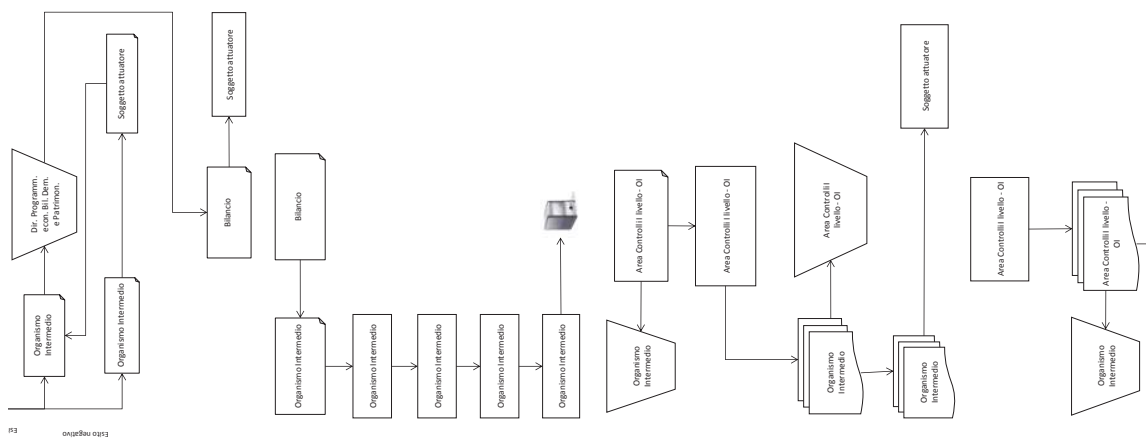 Dir. Programm.
econ. Bil. Dem.
e Patrimon.
Soggetto attuatore
Organismo
Intermedio
Organismo Intermedio
Esi
Esito negativo
Soggetto attuatore
Bilancio
Bilancio
Organismo Intermedio
Organismo Intermedio
Organismo Intermedio
Organismo Intermedio
Organismo Intermedio
Area Controlli I livello - OI
Organismo
Intermedio
Area Controlli I livello - OI
Area Controlli I
livello - OI
Organismo
Intermedio
Soggetto attuatore
Organismo
Intermedio
Area Controlli I livello - OI
Area Controlli I livello -
OI
Organismo
Intermedio